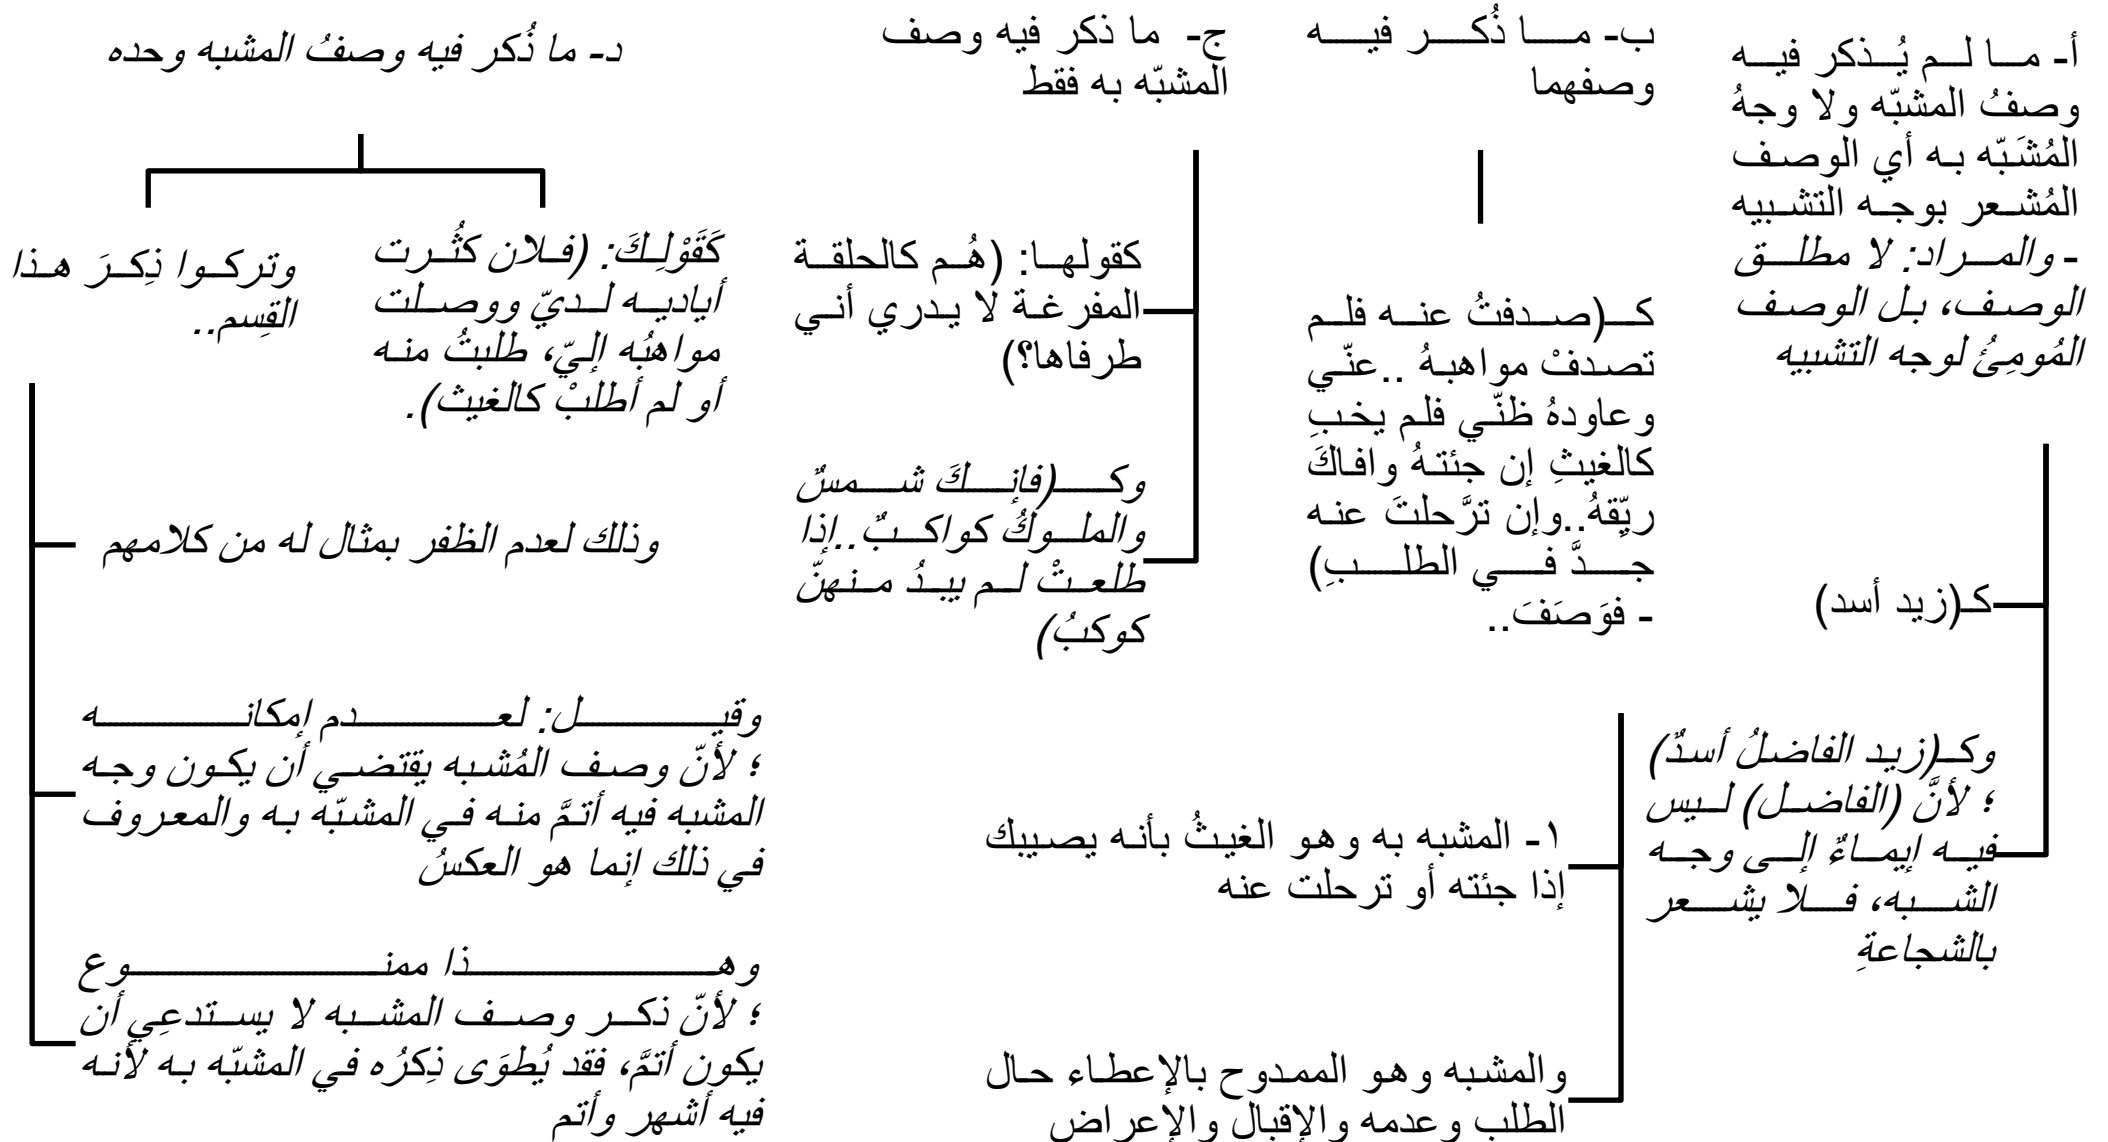 أ- ما لم يُذكر فيه
وصفُ المشبّه ولا وجهُ
المُشَبّه به أي الوصف
المُشعر بوجه التشبيه
- والمراد: لا مطلق
الوصف، بل الوصف
المُومِئُ لوجه التشبيه
كـ(زيد أسد)
وكـ(زيد الفاضلُ أسدٌ)
؛ لأنَّ (الفاضل) ليس
فيه إيماءٌ إلى وجه
الشبه، فلا يشعر
بالشجاعةِ
ب- ما ذُكر فيه
وصفهما
كـ(صدفتُ عنه فلم
تصدفْ مواهبهُ ..عنّي
وعاودهُ ظنّي فلم يخبِ
كالغيثِ إن جئتهُ وافاكَ
ريّقهُ..وإن ترَّحلتَ عنه
جدَّ في الطلبِ)
- فوَصَفَ..
١- المشبه به وهو الغيثُ بأنه يصيبك
إذا جئته أو ترحلت عنه
والمشبه وهو الممدوح بالإعطاء حال
الطلب وعدمه والإقبال والإعراض
ج- ما ذكر فيه وصف
المشبّه به فقط
كقولها: (هُم كالحلقة
المفرغة لا يدري أني
طرفاها؟)
وكـ(فإنكَ شمسٌ
والملوكُ كواكبٌ..إذا
طلعتْ لم يبدُ منهنّ
كوكبُ)
د- ما ذُكر فيه وصفُ المشبه وحده
كَقَوْلِكَ: (فلان كثُرت
أياديه لديّ ووصلت
مواهبُه إليّ، طلبتُ منه
أو لم أطلبْ كالغيث).
وتركوا ذِكرَ هذا
القِسم..
وذلك لعدم الظفر بمثال له من كلامهم
وقيل: لعدم إمكانه
؛ لأنّ وصف المُشبه يقتضي أن يكون وجه
المشبه فيه أتمَّ منه في المشبّه به والمعروف
في ذلك إنما هو العكسُ
وهذا ممنوع
؛ لأنّ ذكر وصف المشبه لا يستدعِي أن
يكون أتمَّ، فقد يُطوَى ذِكرُه في المشبّه به لأنه
فيه أشهر وأتم